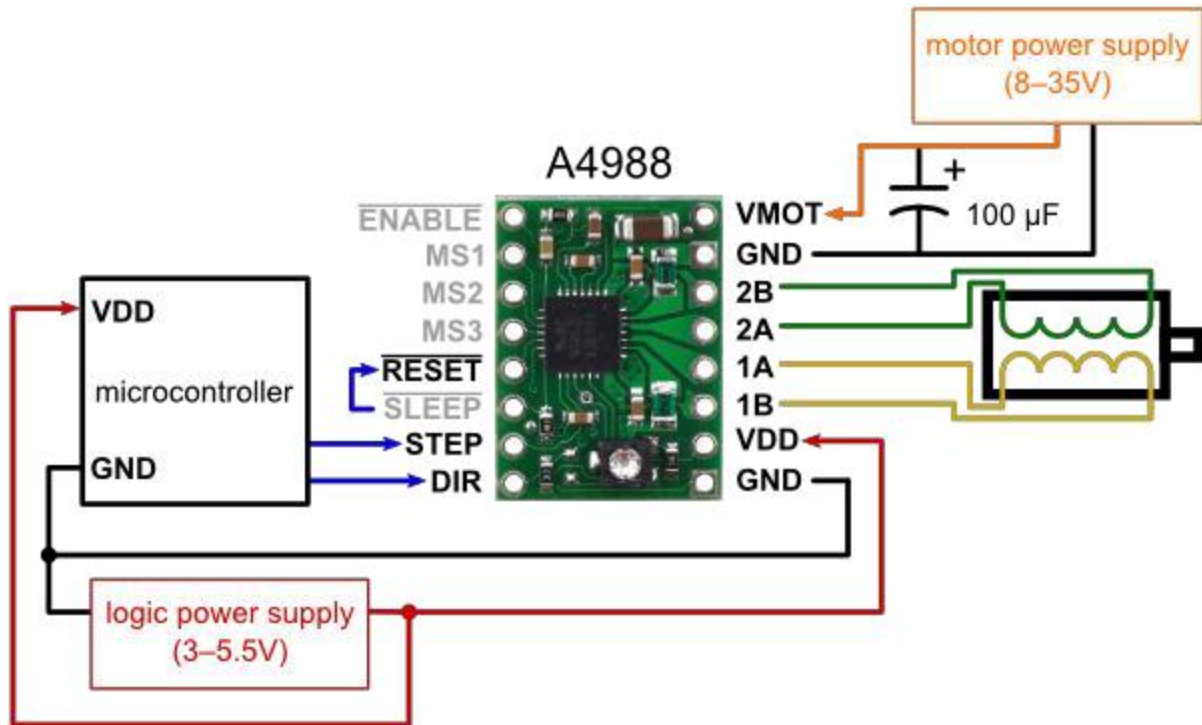 motor power supply
(8–35V)
A4988
ENABLE
MS1
MS2
MS3
RESET
SLEEP
STEP
DIR
VMOT
GND
2B
2A
1A
1B
VDD
GND
+
100 µF
VDD
microcontroller
GND
logic power supply
(3–5.5V)